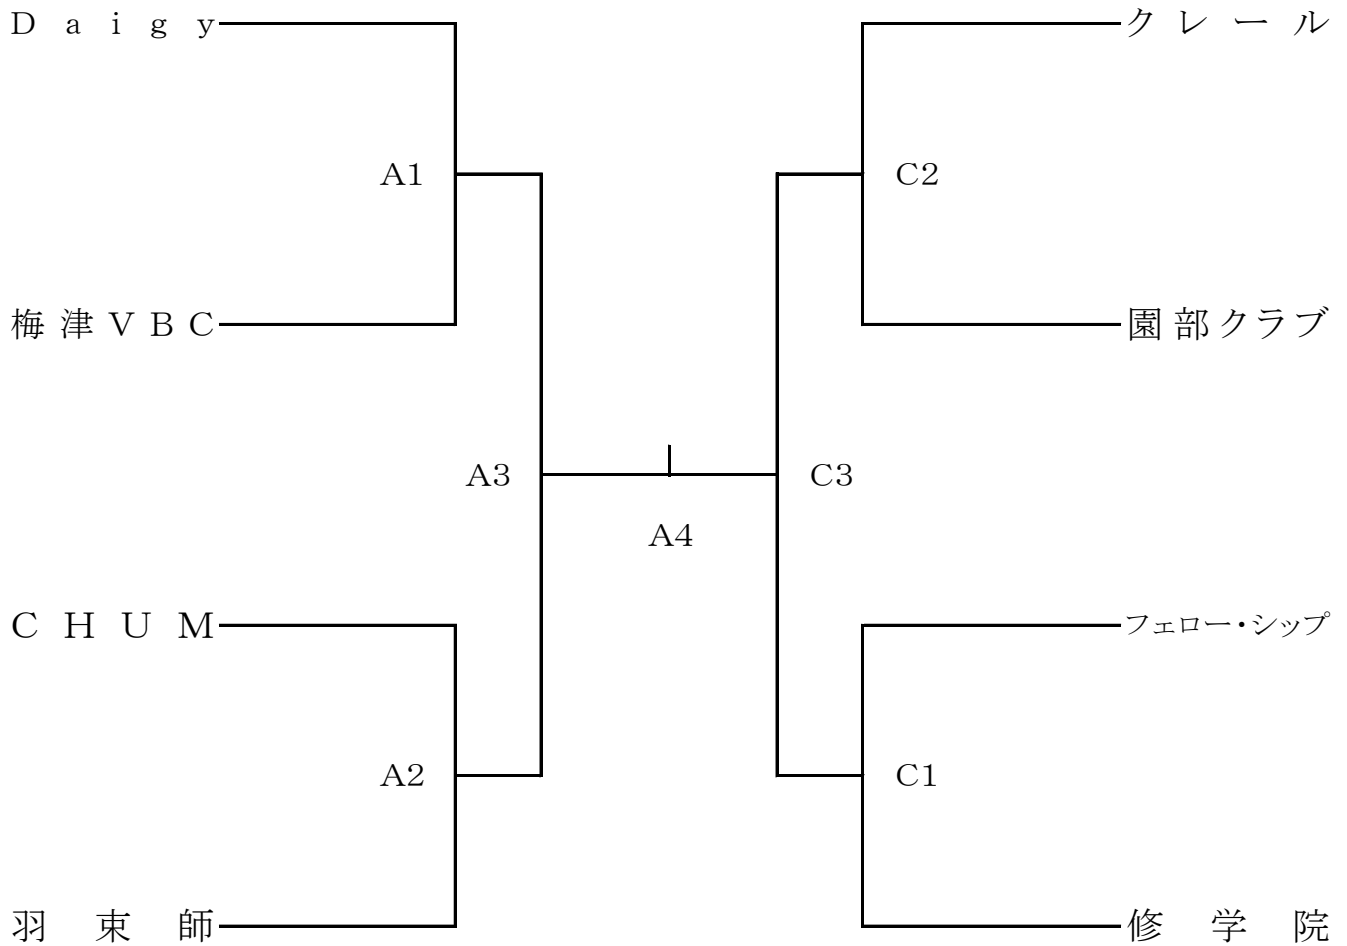 Daigy
クレール
A1
C2
梅津VBC
園部クラブ
A3
C3
A4
CHUM
フェロー・シップ
A2
C1
羽束師
修学院